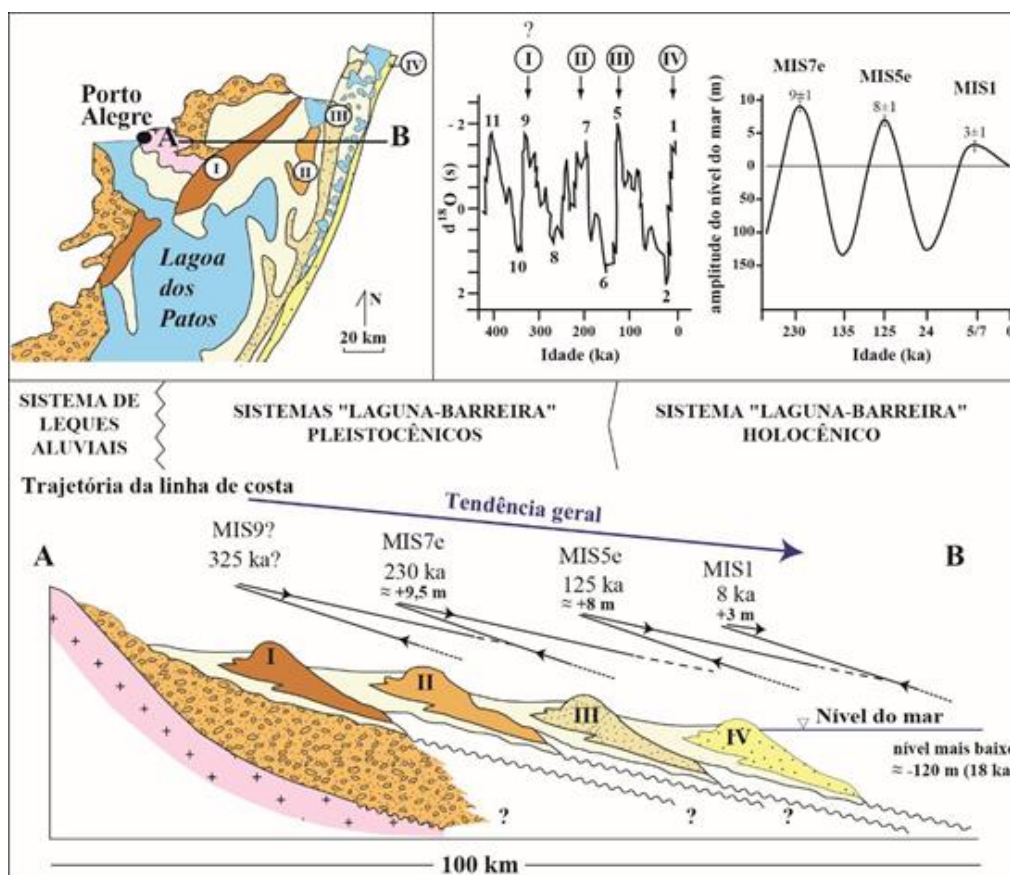 Porto
Alegre
A
B
I
II
III
IV
Lagoa
dos
Patos
N
20 km
?
I
II
III
IV
11
9
7
5
1
10
8
6
2
d¹⁸O (s)
-2
0
2
400
300
200
100
0
Idade (ka)
MIS7e
9±1
MIS5e
8±1
MIS1
3±1
amplitude do nível do mar (m)
10
5
0
50
100
150
230
135
125
24
5/7
0
Idade (ka)
SISTEMA DE
LEQUES
ALUVIAIS
SISTEMAS "LAGUNA-BARREIRA"
PLEISTOCÊNICOS
SISTEMA "LAGUNA-BARREIRA"
HOLOCÊNICO
Trajetória da linha de costa
Tendência geral
A
B
MIS9?
325 ka?
MIS7e
230 ka
≈ +9,5 m
MIS5e
125 ka
≈ +8 m
MIS1
8 ka
+3 m
I
II
III
IV
Nível do mar
nível mais baixo
≈ -120 m (18 ka
?
?
?
100 km